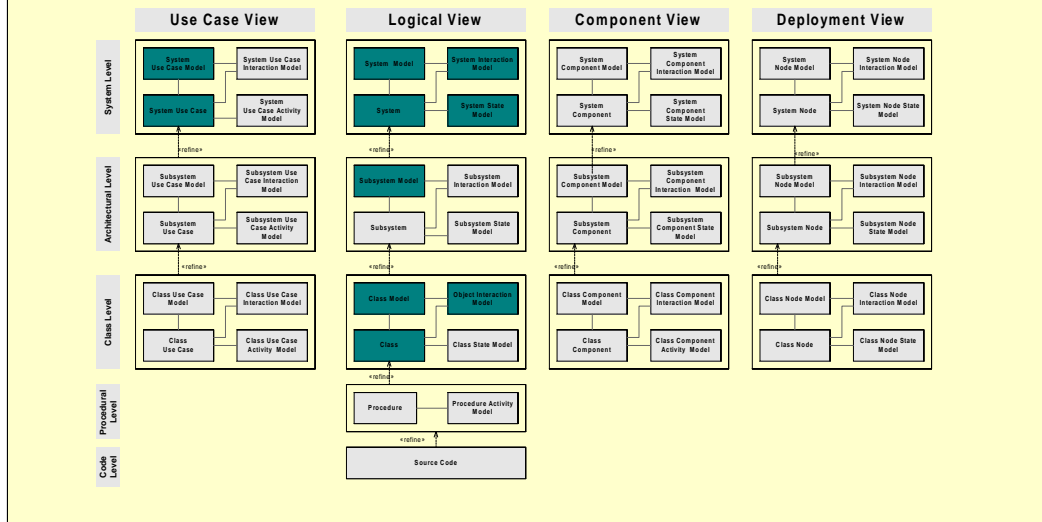 Use Case View
Logical View
Component View
Deployment View
System Level
System
Use Case Model
System Use Case
Interaction Model
System Use Case
System
Use Case Activity
Model
System Model
System Interaction
Model
System
System State
Model
System
Component Model
System
Component
Interaction Model
System
Component
System
Component
State Model
System
Node Model
System Node
Interaction Model
System Node
System Node State
Model
«refine»
«refine»
«refine»
«refine»
Architectural Level
Subsystem
Use Case Model
Subsystem Use
Case Interaction
Model
Subsystem
Use Case
Subsystem Use
Case Activity
Model
Subsystem Model
Subsystem
Interaction Model
Subsystem
Subsystem State
Model
Subsystem
Component Model
Subsystem
Component
Interaction Model
Subsystem
Component
Subsystem
Component State
Model
Subsystem
Node Model
Subsystem Node
Interaction Model
Subsystem Node
Subsystem Node
State Model
«refine»
«refine»
«refine»
«refine»
Class Level
Class Use Case
Model
Class Use Case
Interaction Model
Class
Use Case
Class Use Case
Activity Model
Class Model
Object Interaction
Model
Class
Class State Model
Class Component
Model
Class Component
Interaction Model
Class
Component
Class Component
Activity Model
Class Node Model
Class Node
Interaction Model
Class Node
Class Node State
Model
«refine»
Procedural
Level
Procedure
Procedure Activity
Model
«refine»
Code
Level
Source Code